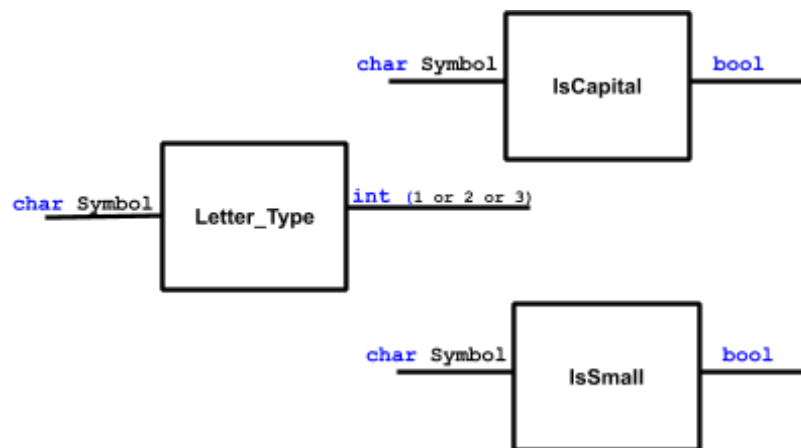 char Symbol
IsCapital
bool
char Symbol
Letter_Type
int (1 or 2 or 3)
char Symbol
IsSmall
bool